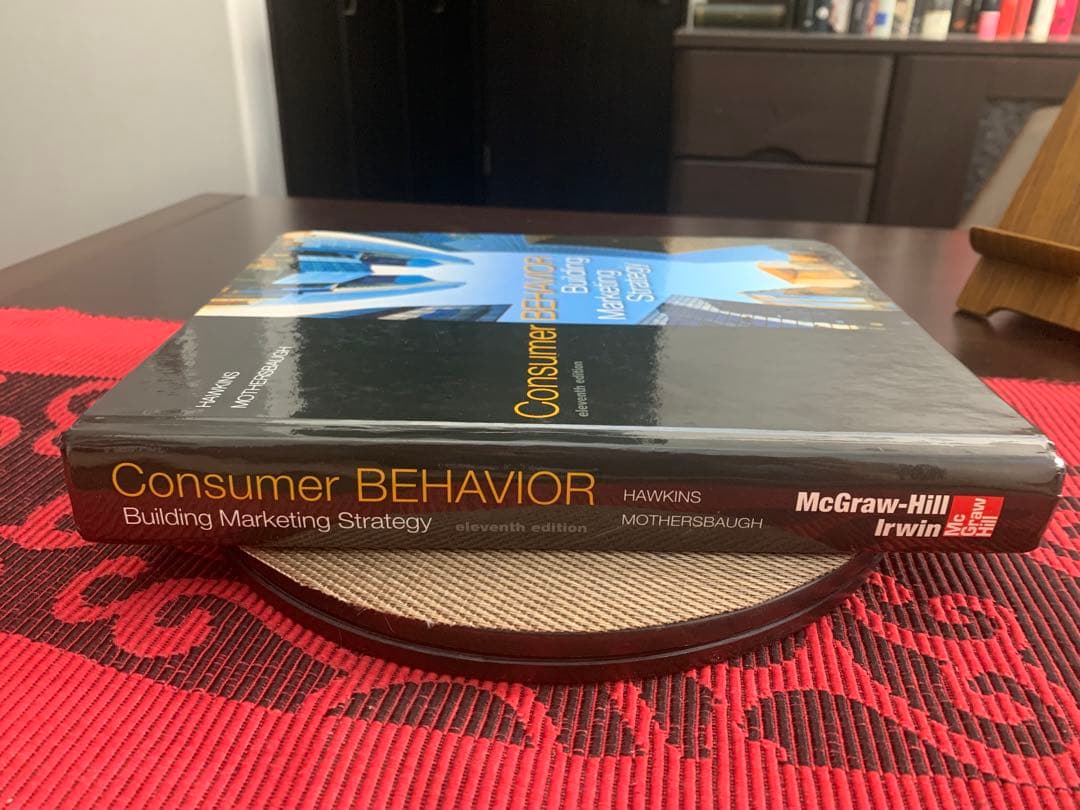 Consumer BEHAVIOR
Building
Marketing
Strategy
eleventh edition
HAWKINS
MOTHERSBAUGH
Consumer BEHAVIOR
Building Marketing Strategy
eleventh edition
HAWKINS
MOTHERSBAUGH
McGraw-Hill
Irwin
Mc
Graw
Hill